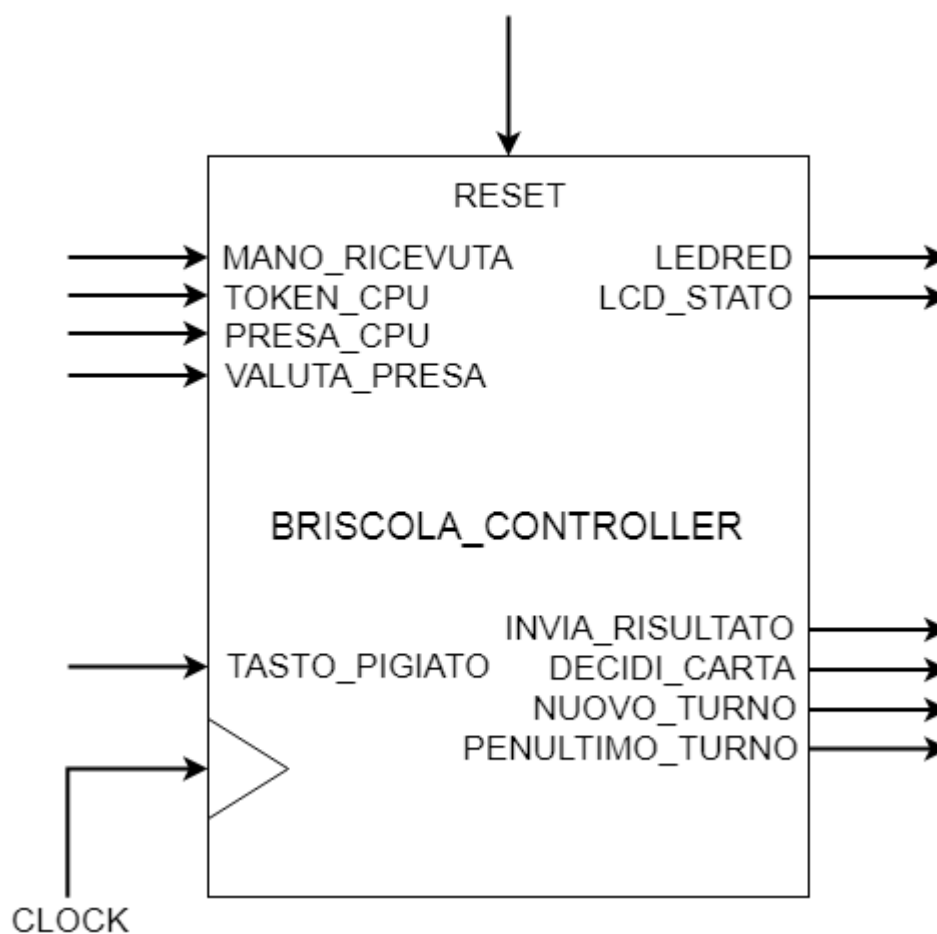 RESET
MANO_RICEVUTA
LEDRED
TOKEN_CPU
LCD_STATO
PRESA_CPU
VALUTA_PRESA
BRISCOLA_CONTROLLER
INVIA_RISULTATO
TASTO_PIGIATO
DECIDI_CARTA
NUOVO_TURNO
PENULTIMO_TURNO
CLOCK